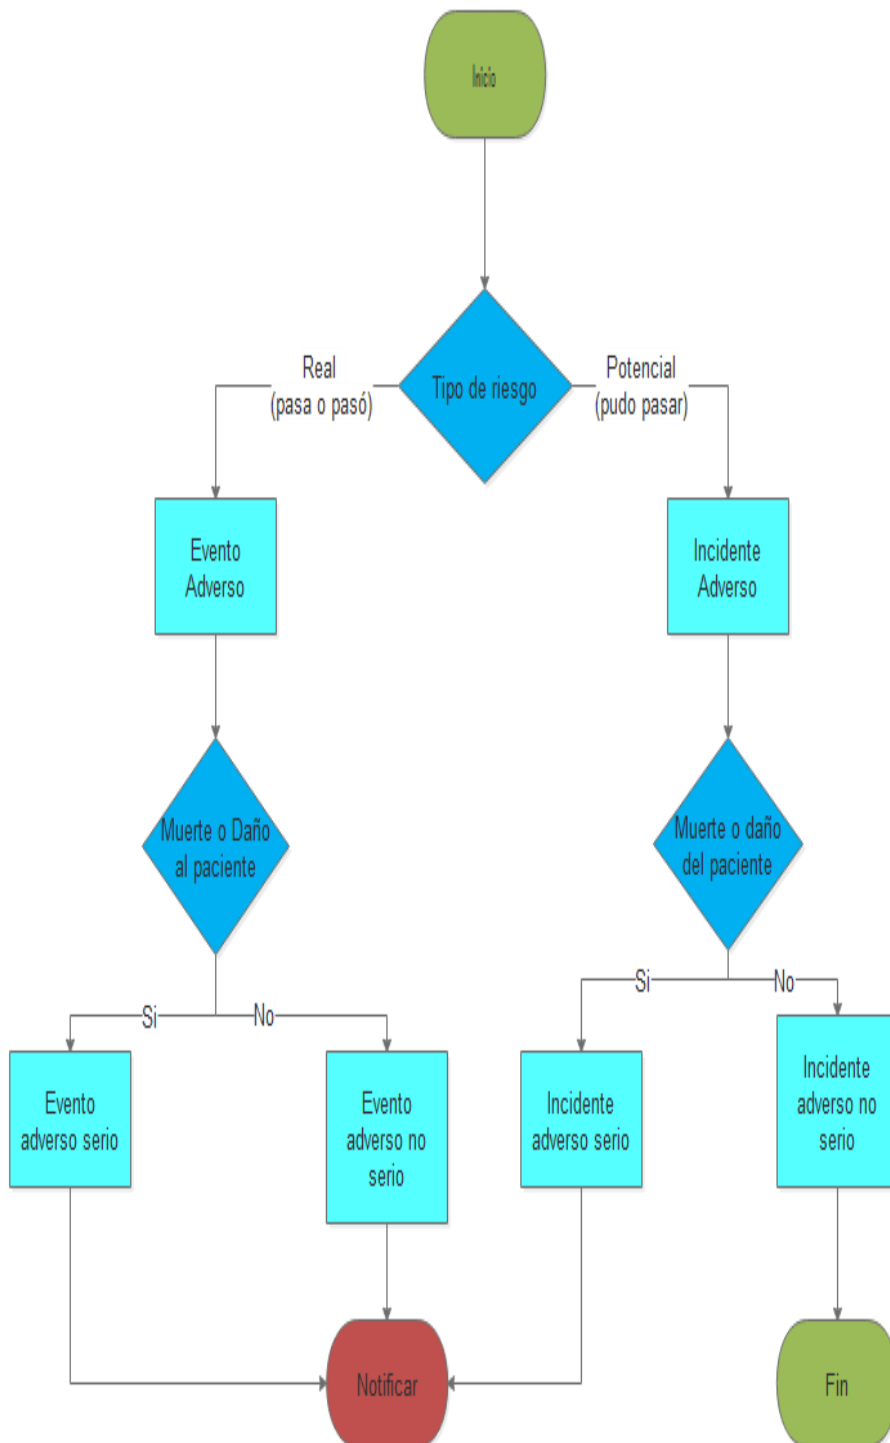 Inicio
Tipo de riesgo
Real
(pasa o pasó)
Potencial
(pudo pasar)
Evento
Adverso
Incidente
Adverso
Muerte o Daño
al paciente
Muerte o daño
del paciente
Si
No
Si
No
Evento
adverso serio
Evento
adverso no
serio
Incidente
adverso serio
Incidente
adverso no
serio
Notificar
Fin